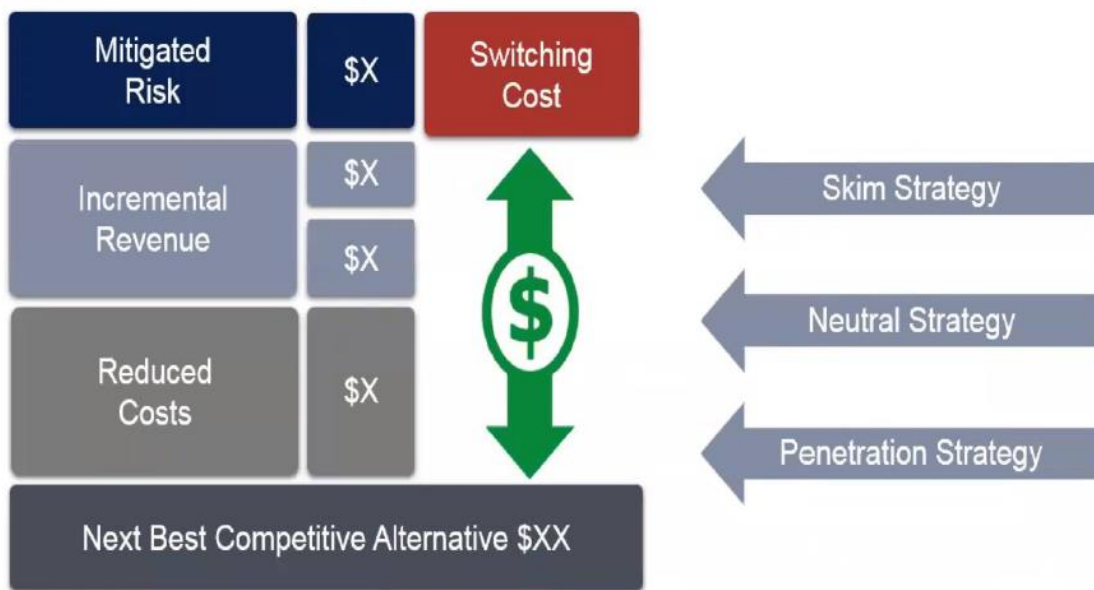 Mitigated
Risk
$X
Switching
Cost
Incremental
Revenue
$X
$X
$
Skim Strategy
Neutral Strategy
Reduced
Costs
$X
Penetration Strategy
Next Best Competitive Alternative $XX